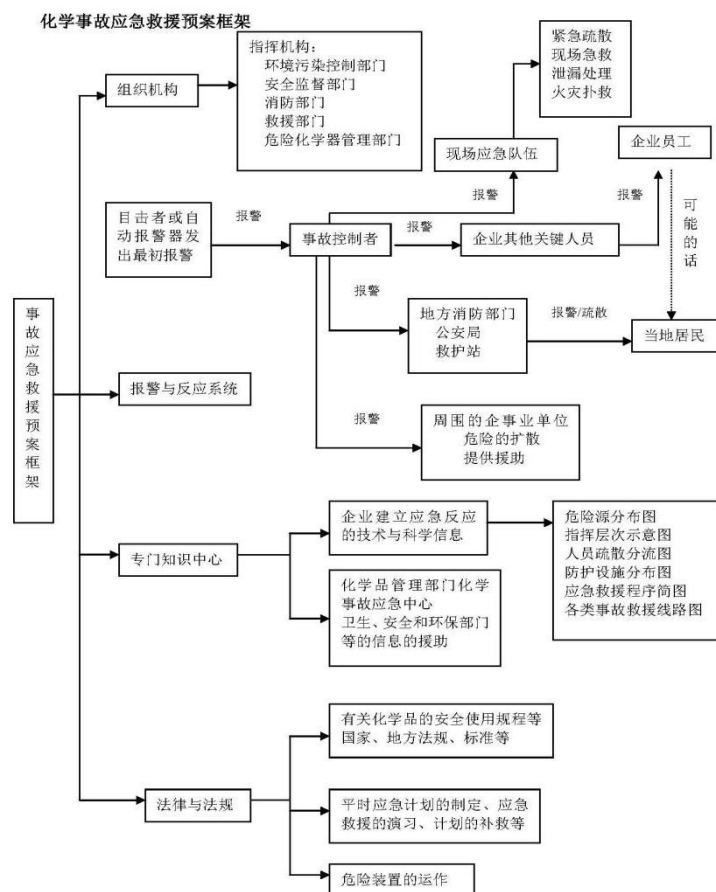 化学事故应急救援预案框架
组织机构
指挥机构：
环境污染控制部门
安全监督部门
消防部门
救援部门
危险化学器管理部门
紧急疏散
现场急救
泄漏处理
火灾扑救
现场应急队伍
企业员工
报警
报警
可能的话
目击者或自
动报警器发
出最初报警
报警
事故控制者
报警
企业其他关键人员
报警
地方消防部门
公安局
救护站
报警/疏散
当地居民
事故应急救援预案框架
报警与反应系统
报警
周围的企事业单位
危险的扩散
提供援助
专门知识中心
企业建立应急反应
的技术与科学信息
危险源分布图
指挥层次示意图
人员疏散分流图
防护设施分布图
应急救援程序简图
各类事故救援线路图
化学品管理部门化学
事故应急中心
卫生、安全和环保部门
等的信息的援助
法律与法规
有关化学品的安全使用规程等
国家、地方法规、标准等
平时应急计划的制定、应急
救援的演习、计划的补救等
危险装置的运作